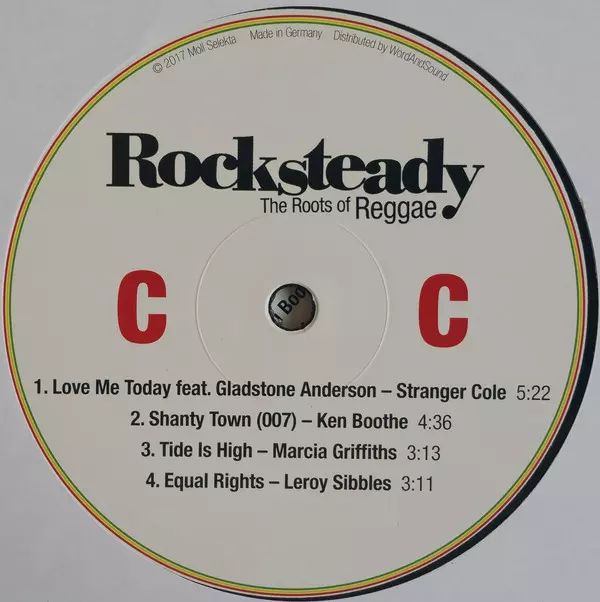 © 2017 Moll Selekta Made in Germany Distributed by WordAndSound
Rocksteady
The Roots of Reggae
C C
1. Love Me Today feat. Gladstone Anderson – Stranger Cole 5:22
2. Shanty Town (007) – Ken Boothe 4:36
3. Tide Is High – Marcia Griffiths 3:13
4. Equal Rights – Leroy Sibbles 3:11